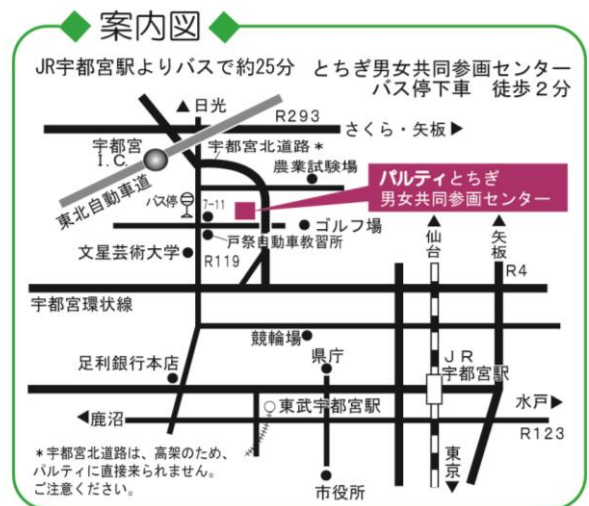 案内図
JR宇都宮駅よりバスで約25分　とちぎ男女共同参画センター
バス停下車　徒歩２分
▲日光
R293
さくら・矢板▶
宇都宮
I.C.
宇都宮北道路＊
農業試験場
東北自動車道
パルティとちぎ
男女共同参画センター
バス停
7-11
ゴルフ場
戸祭自動車教習所
文星芸術大学
R119
▲仙台
▲矢板
R4
宇都宮環状線
競輪場
県庁
ＪＲ
宇都宮駅
足利銀行本店
東武宇都宮駅
水戸▶
◀鹿沼
R123
東京▼
市役所
＊宇都宮北道路は、高架のため、
パルティに直接来られません。
ご注意ください。